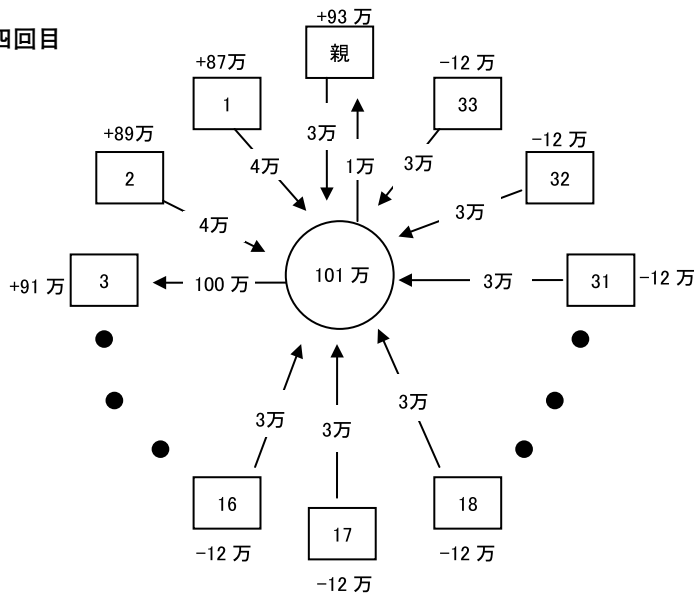 四回目
+93 万
親
+87万
1
-12 万
33
+89万
2
-12 万
32
3万
1万
4万
3万
4万
3万
+91 万
3
100 万
101 万
3万
31
-12 万
3万
3万
3万
16
-12 万
17
-12 万
18
-12 万